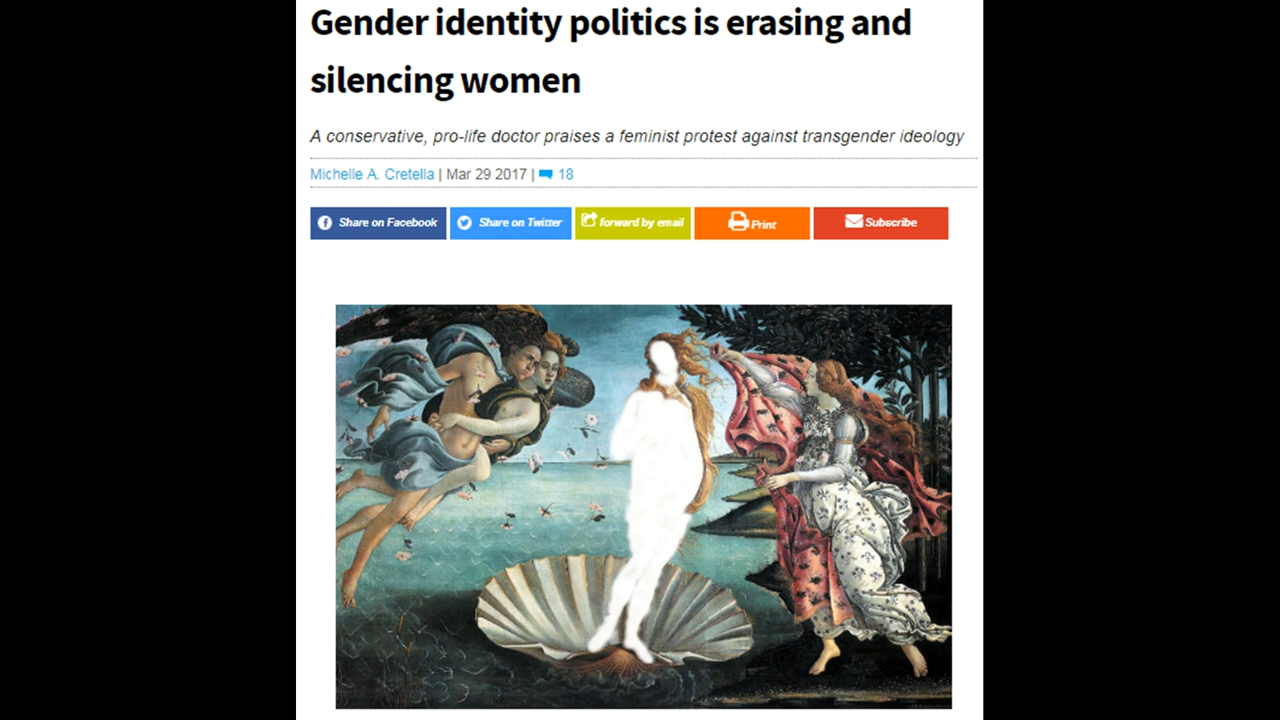 Gender identity politics is erasing and
silencing women
A conservative, pro-life doctor praises a feminist protest against transgender ideology
Michelle A. Cretella | Mar 29 2017 | 18
Share on Facebook Share on Twitter forward by email Print Subscribe